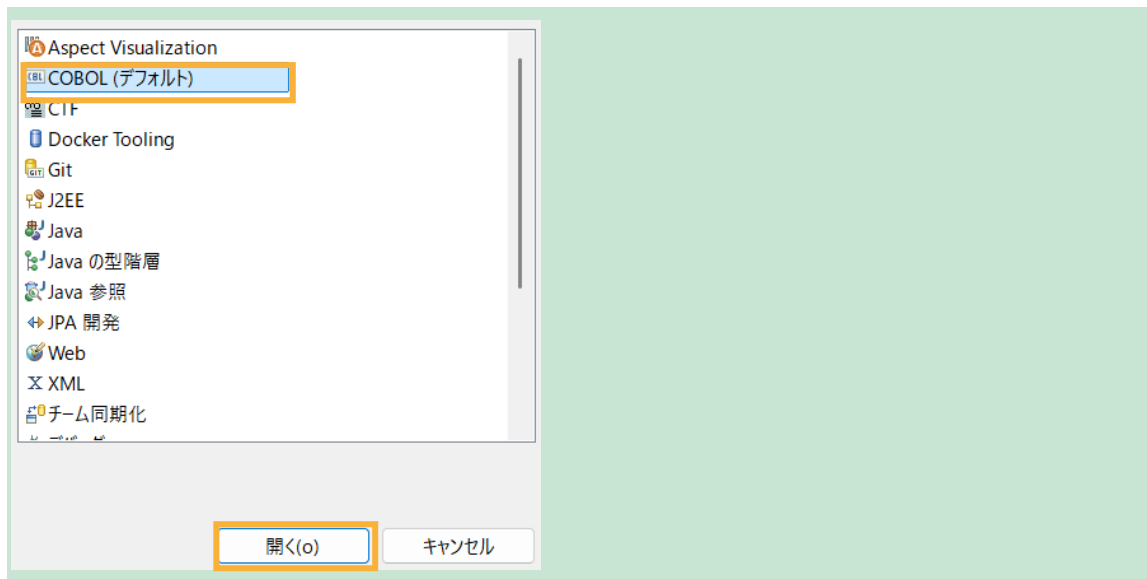 Aspect Visualization
COBOL (デフォルト)
CTF
Docker Tooling
Git
J2EE
Java
Java の型階層
Java 参照
JPA 開発
Web
XML
チーム同期化
開く(o)
キャンセル